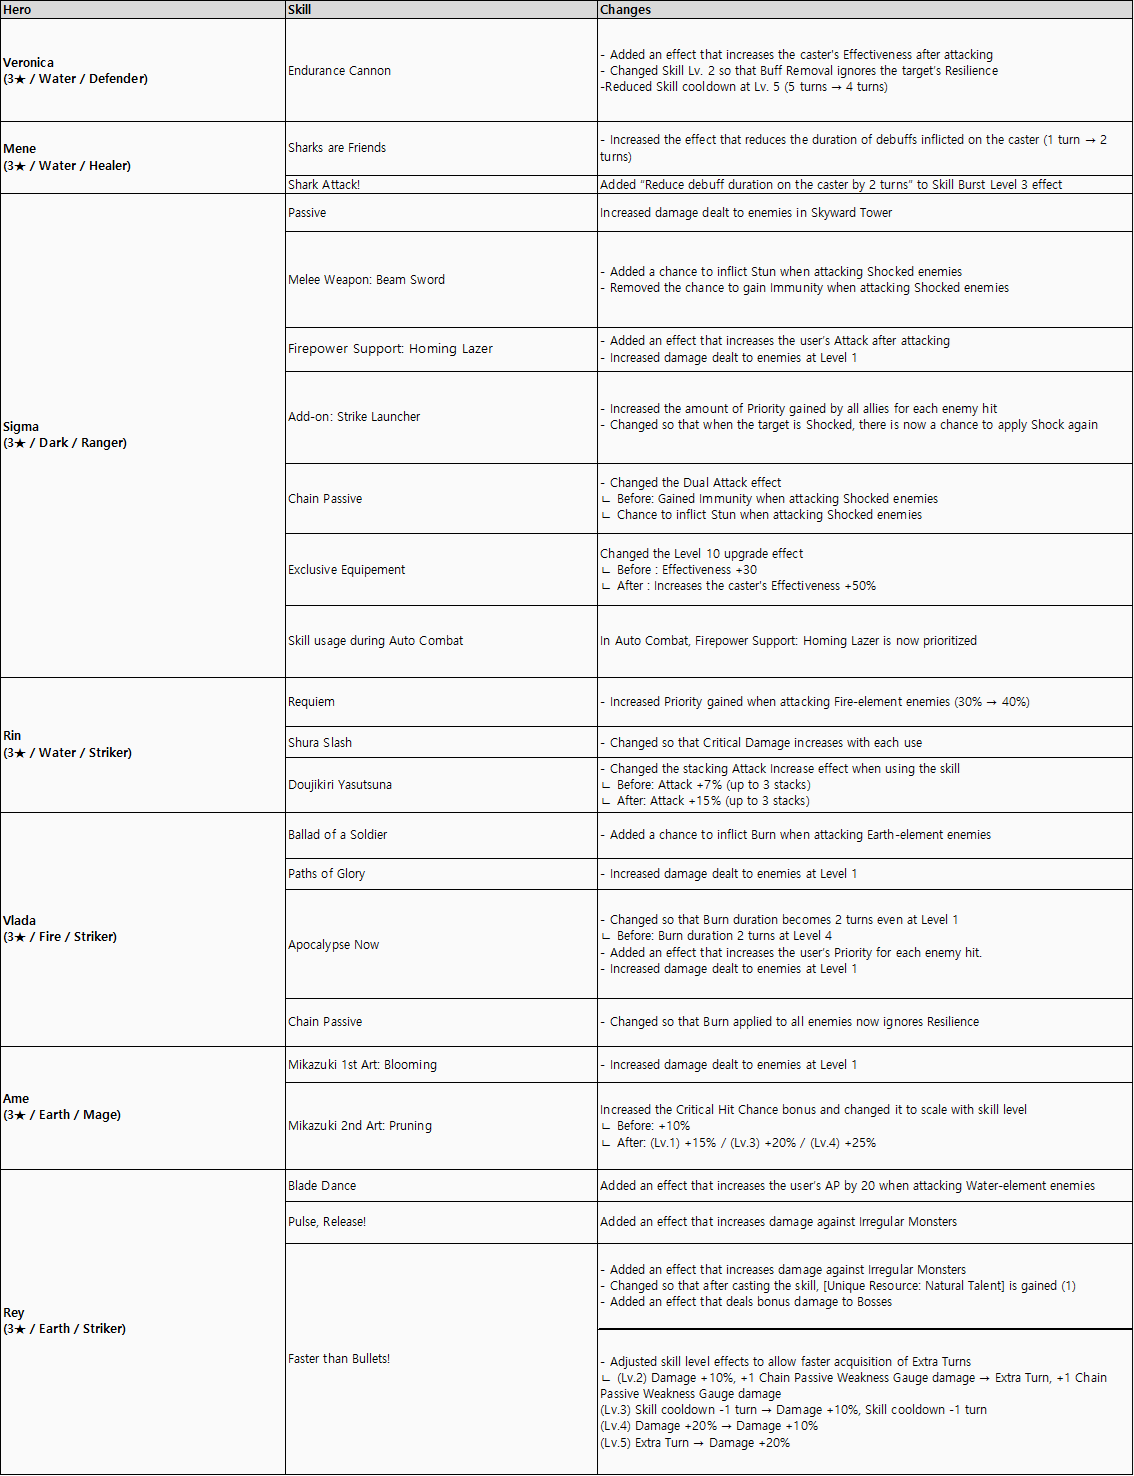 Hero Skill Changes
Veronica
(3★ / Water / Defender)
Endurance Cannon
- Added an effect that increases the caster's Effectiveness after attacking
- Changed Skill Lv. 2 so that Buff Removal ignores the target's Resilience
-Reduced Skill cooldown at Lv. 5 (5 turns → 4 turns)
Mene
(3★ / Water / Healer)
Sharks are Friends
- Increased the effect that reduces the duration of debuffs inflicted on the caster (1 turn → 2
turns)
Shark Attack!
Added “Reduce debuff duration on the caster by 2 turns” to Skill Burst Level 3 effect
Sigma
(3★ / Dark / Ranger)
Passive
Increased damage dealt to enemies in Skyward Tower
Melee Weapon: Beam Sword
- Added a chance to inflict Stun when attacking Shocked enemies
- Removed the chance to gain Immunity when attacking Shocked enemies
Firepower Support: Homing Lazer
- Added an effect that increases the user's Attack after attacking
- Increased damage dealt to enemies at Level 1
Add-on: Strike Launcher
- Increased the amount of Priority gained by all allies for each enemy hit
- Changed so that when the target is Shocked, there is now a chance to apply Shock again
Chain Passive
- Changed the Dual Attack effect
ㄴ Before: Gained Immunity when attacking Shocked enemies
ㄴ Chance to inflict Stun when attacking Shocked enemies
Exclusive Equipement
Changed the Level 10 upgrade effect
ㄴ Before : Effectiveness +30
ㄴ After : Increases the caster's Effectiveness +50%
Skill usage during Auto Combat
In Auto Combat, Firepower Support: Homing Lazer is now prioritized
Rin
(3★ / Water / Striker)
Requiem
- Increased Priority gained when attacking Fire-element enemies (30% → 40%)
Shura Slash
- Changed so that Critical Damage increases with each use
Doujikiri Yasutsuna
- Changed the stacking Attack Increase effect when using the skill
ㄴ Before: Attack +7% (up to 3 stacks)
ㄴ After: Attack +15% (up to 3 stacks)
Vlada
(3★ / Fire / Striker)
Ballad of a Soldier
- Added a chance to inflict Burn when attacking Earth-element enemies
Paths of Glory
- Increased damage dealt to enemies at Level 1
Apocalypse Now
- Changed so that Burn duration becomes 2 turns even at Level 1
ㄴ Before: Burn duration 2 turns at Level 4
- Added an effect that increases the user's Priority for each enemy hit.
- Increased damage dealt to enemies at Level 1
Chain Passive
- Changed so that Burn applied to all enemies now ignores Resilience
Ame
(3★ / Earth / Mage)
Mikazuki 1st Art: Blooming
- Increased damage dealt to enemies at Level 1
Mikazuki 2nd Art: Pruning
Increased the Critical Hit Chance bonus and changed it to scale with skill level
ㄴ Before: +10%
ㄴ After: (Lv.1) +15% / (Lv.3) +20% / (Lv.4) +25%
Rey
(3★ / Earth / Striker)
Blade Dance
Added an effect that increases the user's AP by 20 when attacking Water-element enemies
Pulse, Release!
Added an effect that increases damage against Irregular Monsters
Faster than Bullets!
- Added an effect that increases damage against Irregular Monsters
- Changed so that after casting the skill, [Unique Resource: Natural Talent] is gained (1)
- Added an effect that deals bonus damage to Bosses
- Adjusted skill level effects to allow faster acquisition of Extra Turns
ㄴ (Lv.2) Damage +10%, +1 Chain Passive Weakness Gauge damage → Extra Turn, +1 Chain
Passive Weakness Gauge damage
(Lv.3) Skill cooldown -1 turn → Damage +10%, Skill cooldown -1 turn
(Lv.4) Damage +20% → Damage +10%
(Lv.5) Extra Turn → Damage +20%